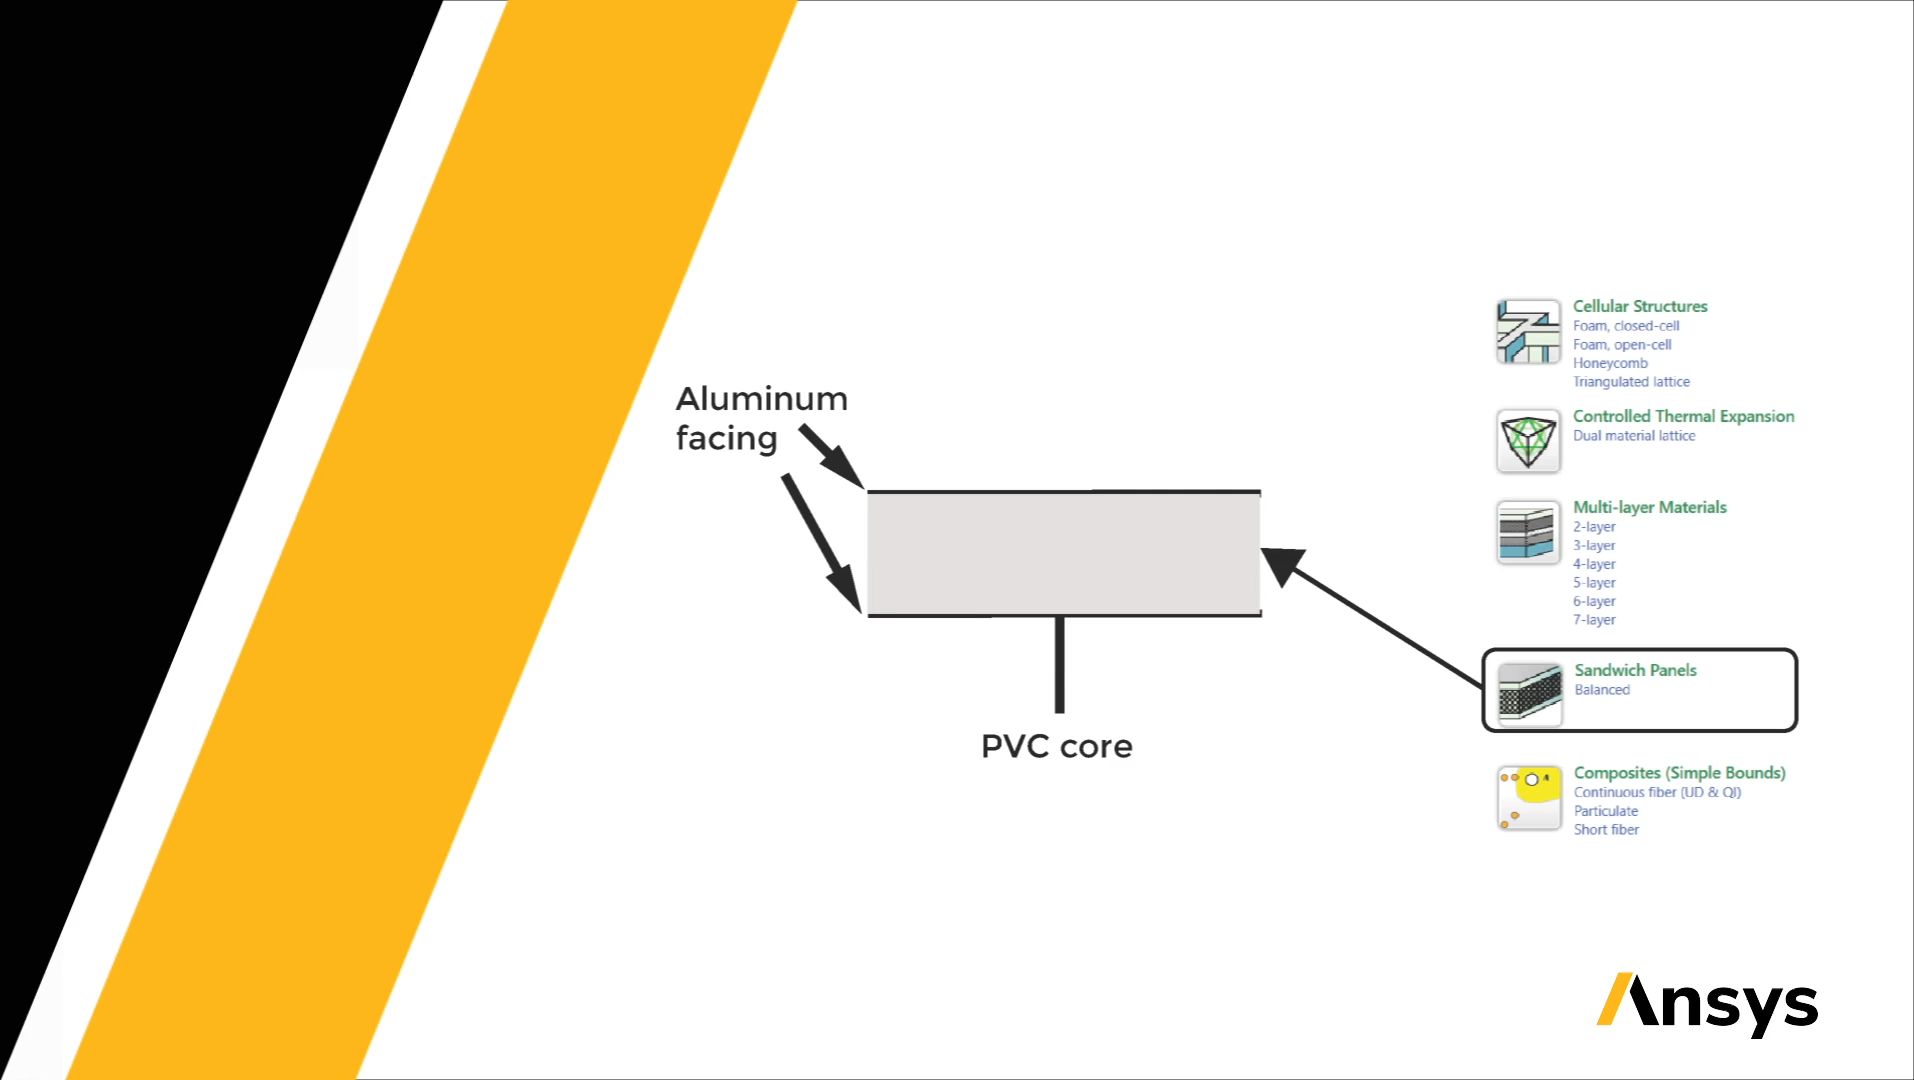 Aluminum
facing
PVC core
Cellular Structures
Foam, closed-cell
Foam, open-cell
Honeycomb
Triangulated lattice
Controlled Thermal Expansion
Dual material lattice
Multi-layer Materials
2-layer
3-layer
4-layer
5-layer
6-layer
7-layer
Sandwich Panels
Balanced
Composites (Simple Bounds)
Continuous fiber (UD & QI)
Particulate
Short fiber
Ansys